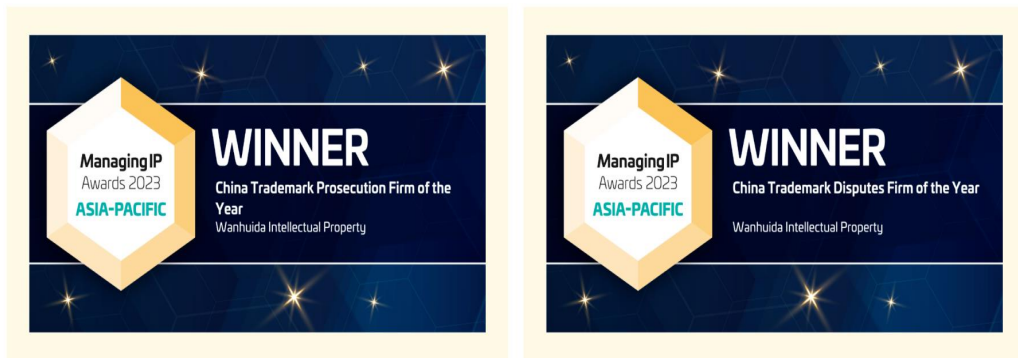 Managing IP
Awards 2023
ASIA-PACIFIC
WINNER
China Trademark Prosecution Firm of the
Year
Wanhuida Intellectual Property
Managing IP
Awards 2023
ASIA-PACIFIC
WINNER
China Trademark Disputes Firm of the Year
Wanhuida Intellectual Property